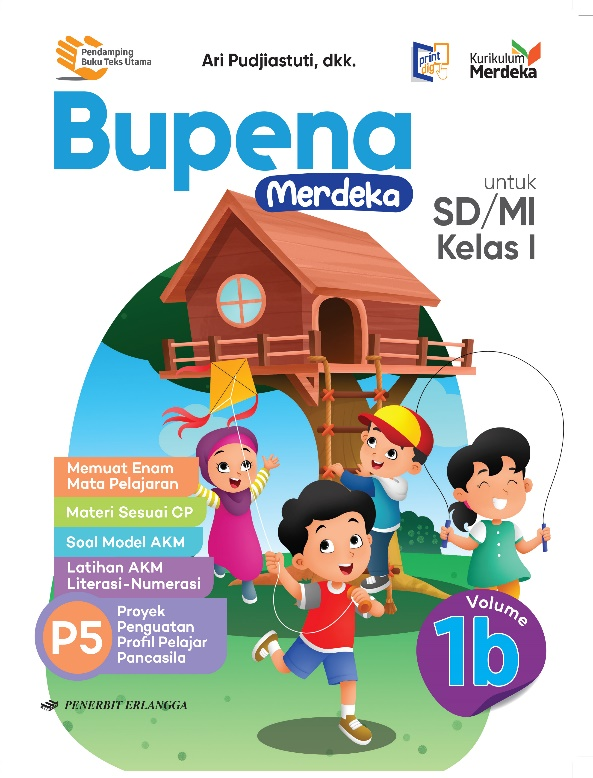 Pendamping
Buku Teks Utama
Ari Pudjiastuti, dkk.
print
digi
Kurikulum
Merdeka
Bupena
Merdeka
untuk
SD/MI
Kelas I
Memuat Enam
Mata Pelajaran
Materi Sesuai CP
Soal Model AKM
Latihan AKM
Literasi-Numerasi
P5
Proyek
Penguatan
Profil Pelajar
Pancasila
Volume
1b
PENERBIT ERLANGGA